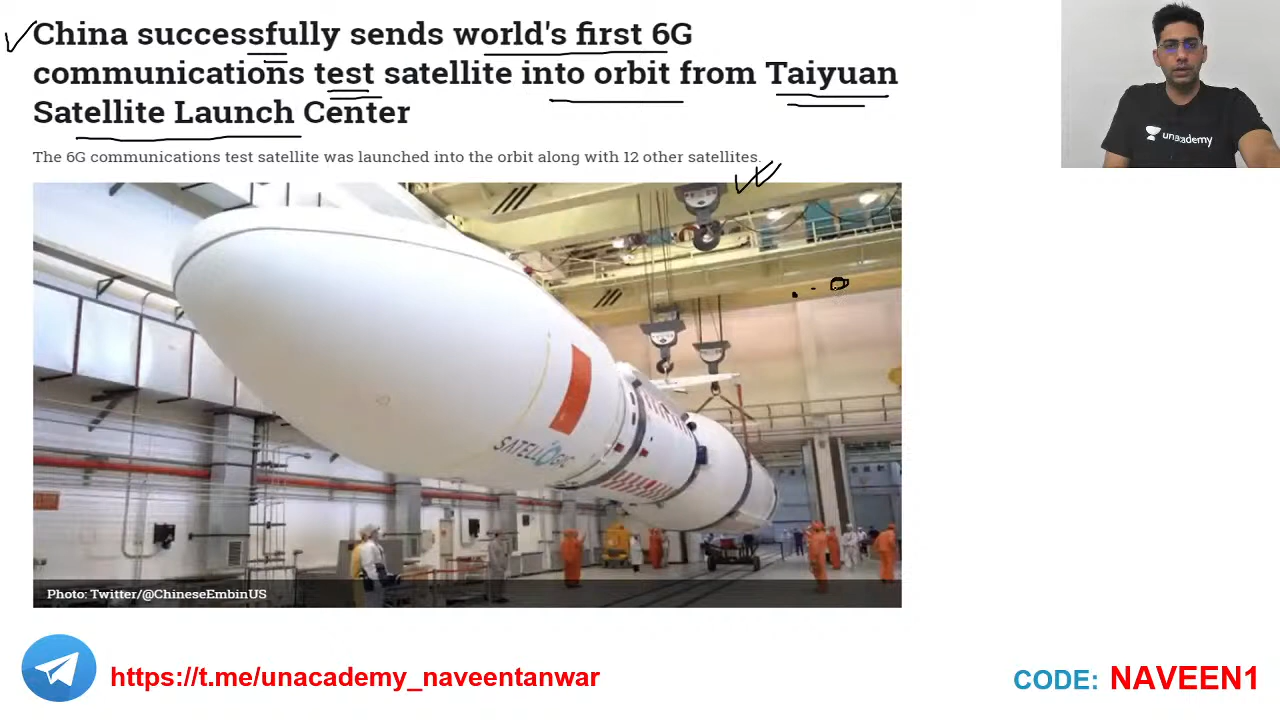 China successfully sends world's first 6G
communications test satellite into orbit from Taiyuan
Satellite Launch Center
The 6G communications test satellite was launched into the orbit along with 12 other satellites.
unacademy
SATELLOGIC
Photo: Twitter/@ChineseEmbinUS
https://t.me/unacademy_naveentanwar
CODE: NAVEEN1